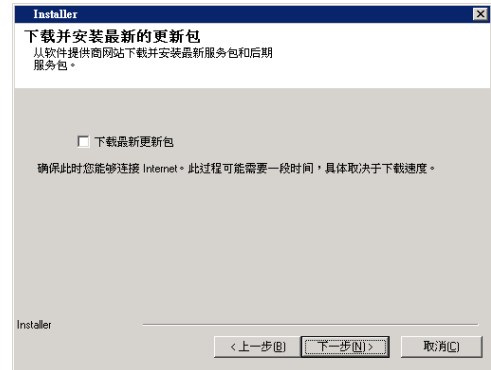 Installer
下载并安装最新的更新包
从软件提供商网站下载并安装最新服务包和后期
服务包。
下载最新更新包
确保此时您能够连接 Internet。此过程可能需要一段时间，具体取决于下载速度。
Installer
<上一步(B)
下一步(N)>
取消(C)